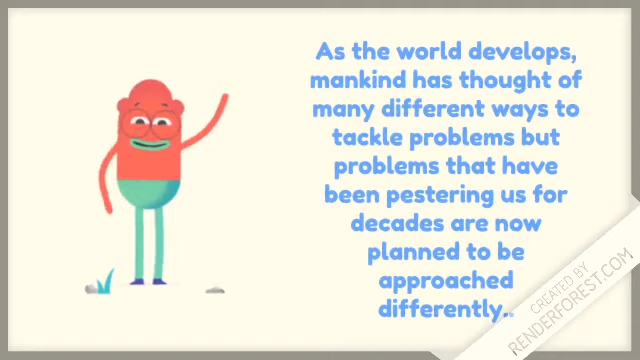 As the world develops,
mankind has thought of
many different ways to
tackle problems but
problems that have
been pestering us for
decades are now
planned to be
approached
differently,.
CREATED BY
RENDERFOREST.COM